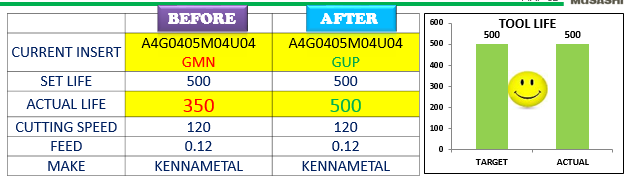 MUSASHI
BEFORE AFTER
CURRENT INSERT A4G0405M04U04 GMN A4G0405M04U04 GUP
SET LIFE 500 500
ACTUAL LIFE 350 500
CUTTING SPEED 120 120
FEED 0.12 0.12
MAKE KENNAMETAL KENNAMETAL
TOOL LIFE
600
500
400
300
200
100
0
500 500
TARGET ACTUAL